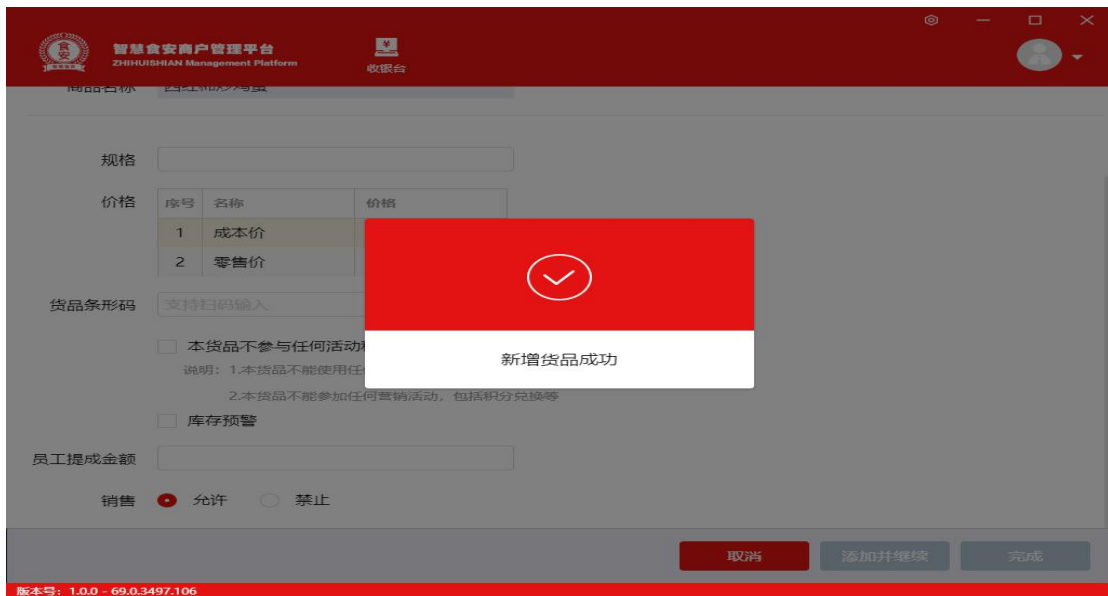 智慧食安商户管理平台
ZHIHUISHIAN Management Platform
收银台
商品名称 西红柿炒鸡蛋
规格
价格 序号 名称 价格
1 成本价
2 零售价
货品条形码 支持扫码输入
本货品不参与任何活动
说明：1.本货品不能使用任
2.本货品不能参加任何营销活动，包括积分兑换等
库存预警
员工提成金额
销售 允许 禁止
新增货品成功
取消 添加并继续 完成
版本号：1.0.0 - 69.0.3497.106